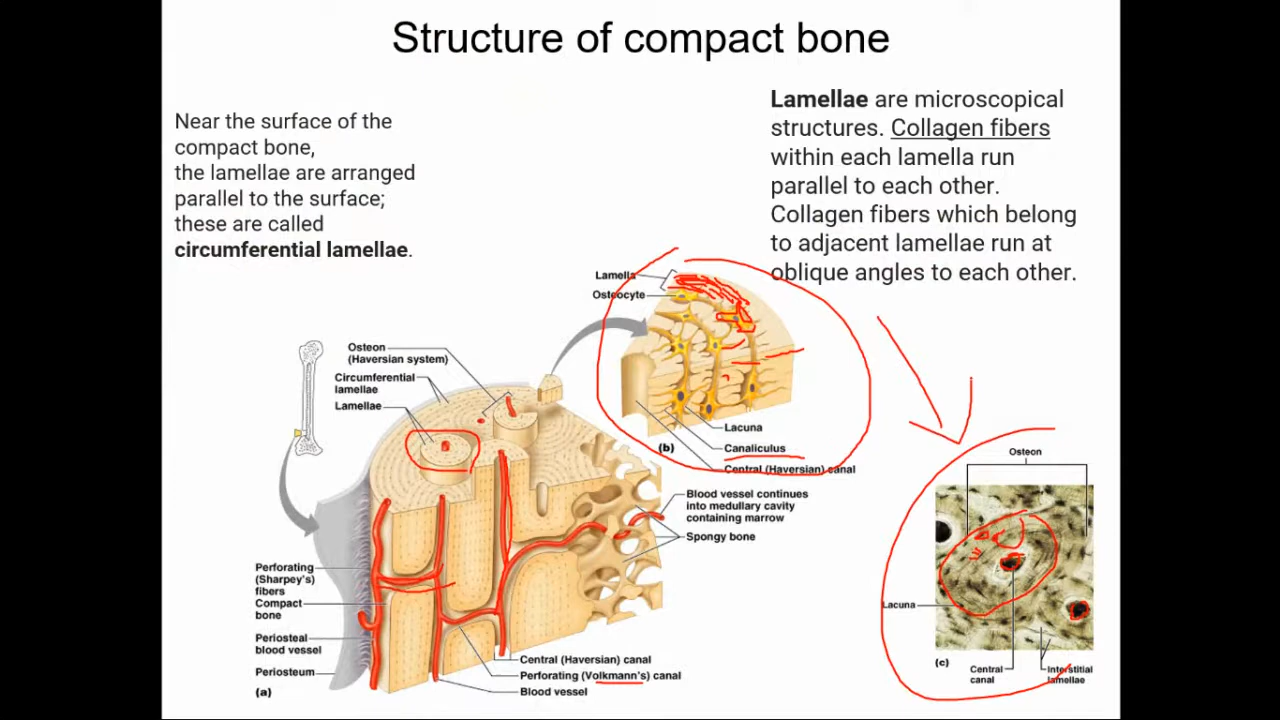 Structure of compact bone
Near the surface of the
compact bone,
the lamellae are arranged
parallel to the surface;
these are called
circumferential lamellae.
Lamellae are microscopical
structures. Collagen fibers
within each lamella run
parallel to each other.
Collagen fibers which belong
to adjacent lamellae run at
oblique angles to each other.
Lamella
Osteocyte
Lacuna
Canaliculus
Central (Haversian) canal
(b)
Osteon
(Haversian system)
Circumferential
lamellae
Lamellae
Blood vessel continues
into medullary cavity
containing marrow
Spongy bone
Perforating
(Sharpey's)
fibers
Compact
bone
Periosteal
blood vessel
Periosteum
(a)
Central (Haversian) canal
Perforating (Volkmann's) canal
Blood vessel
Osteon
Lacuna
(c)
Central
canal
Interstitial
lamellae